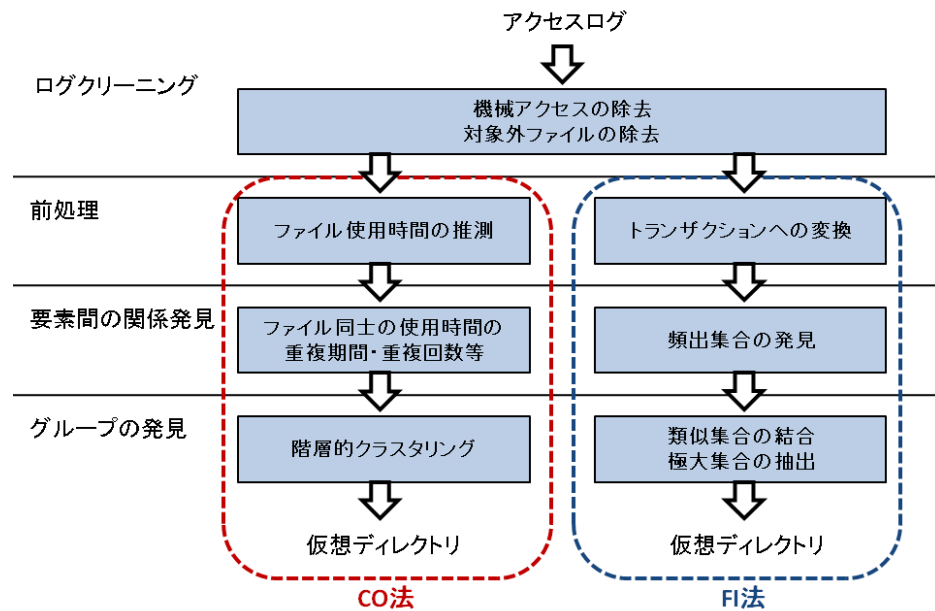 アクセスログ
ログクリーニング
機械アクセスの除去
対象外ファイルの除去
前処理
ファイル使用時間の推測
トランザクションへの変換
要素間の関係発見
ファイル同士の使用時間の
重複期間・重複回数等
頻出集合の発見
グループの発見
階層的クラスタリング
類似集合の結合
極大集合の抽出
仮想ディレクトリ
仮想ディレクトリ
CO法
FI法